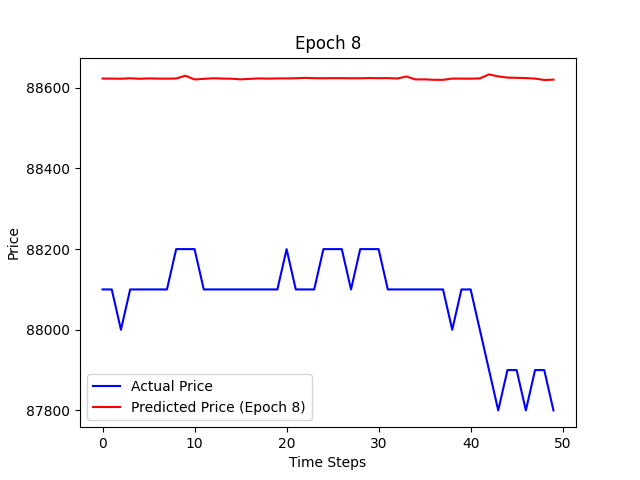 Epoch 8
Price
88600
88400
88200
88000
87800
Actual Price
Predicted Price (Epoch 8)
0 10 20 30 40 50
Time Steps